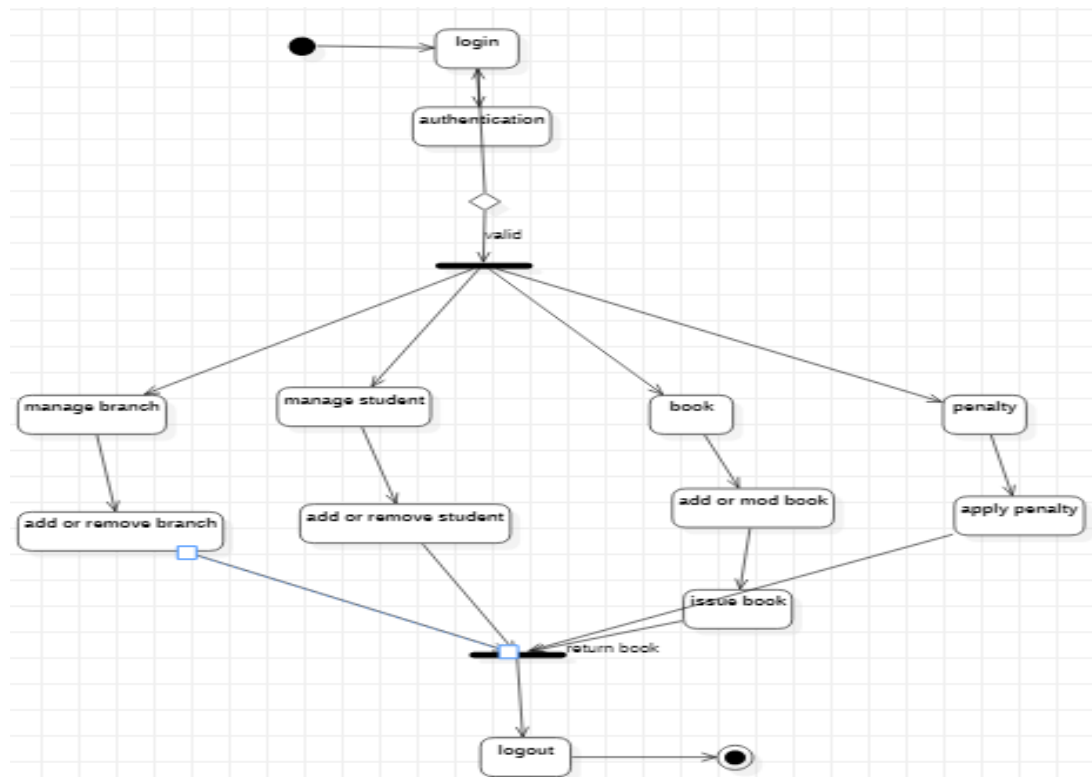 login
authentication
valid
manage branch
manage student
book
penalty
add or remove branch
add or remove student
add or mod book
apply penalty
issue book
return book
logout